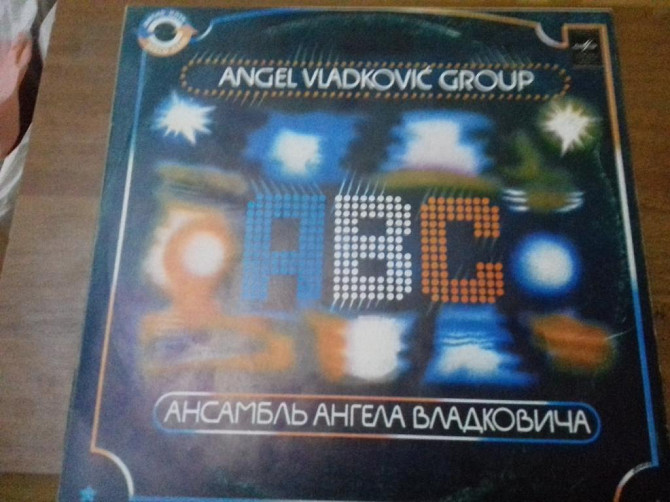 ANGEL VLADKOVIĆ GROUP
ABC
АНСАМБЛЬ АНГЕЛА ВЛАДКОВИЧА